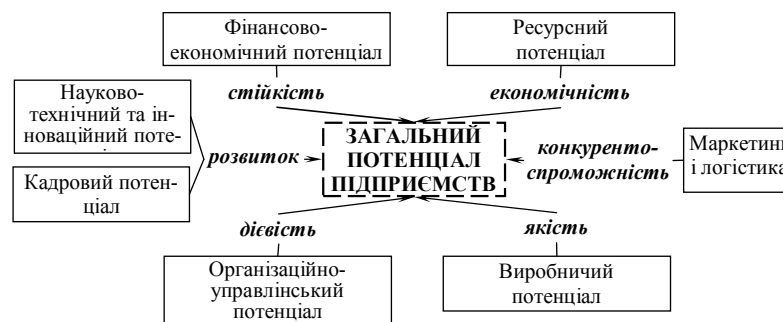 Фінансово-
економічний потенціал
Ресурсний
потенціал
стійкість
економічність
Науково-
технічний та ін-
новаційний поте-
розвиток
Кадровий потен-
ціал
ЗАГАЛЬНИЙ
ПОТЕНЦІАЛ
ПІДПРИЄМСТВ
конкуренто-
спроможність
Маркетинг
і логістика
дієвість
якість
Організаційно-
управлінський
потенціал
Виробничий
потенціал